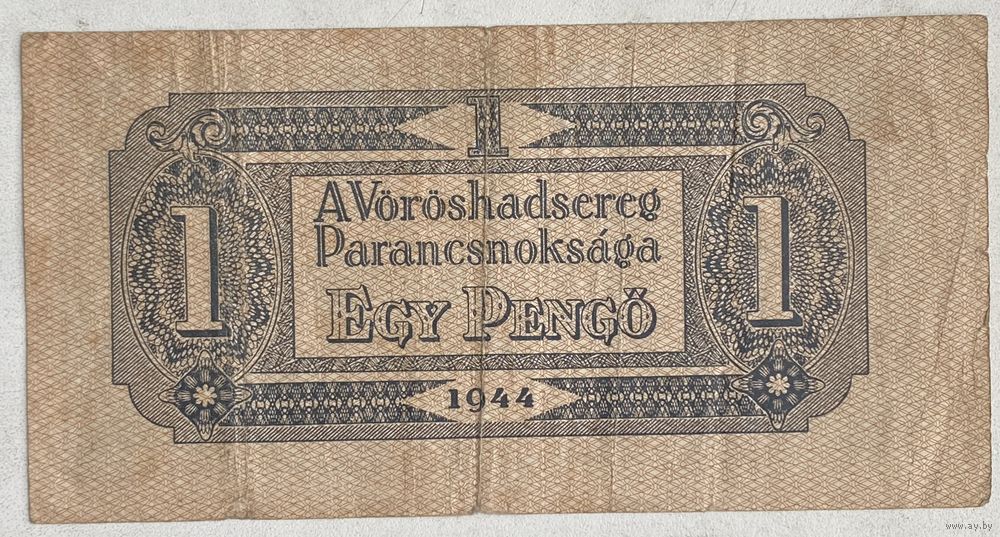 1
A Vöröshadsereg
Parancsnoksága
1 EGY PENGŐ 1
1944
www.ay.by